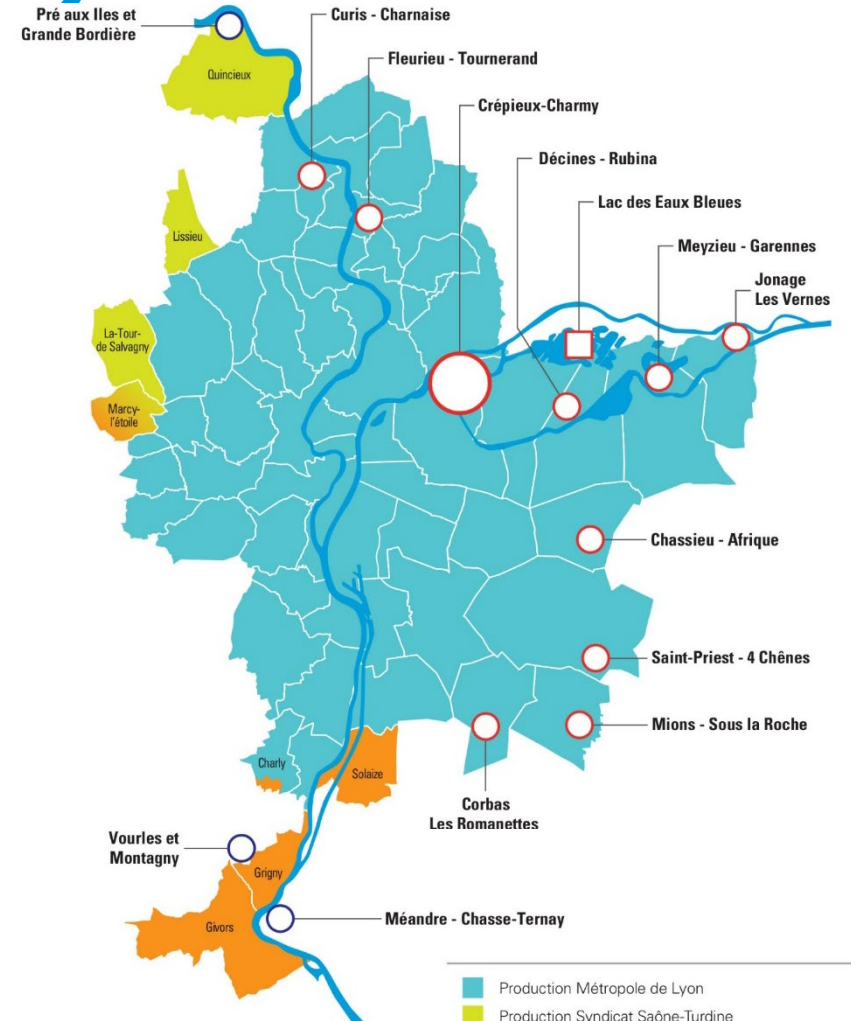 Pré aux Iles et
Grande Bordière
Curis - Charnaise
Fleurieu - Tournerand
Quincieux
Crépieux-Charmy
Décines - Rubina
Lac des Eaux Bleues
Lissieu
Meyzieu - Garennes
Jonage
Les Vernes
La-Tour-
de Salvagny
Marcy-
l'étoile
Chassieu - Afrique
Saint-Priest - 4 Chênes
Mions - Sous la Roche
Charly
Solaize
Corbas
Les Romanettes
Vourles et
Montagny
Grigny
Givors
Méandre - Chasse-Ternay
Production Métropole de Lyon
Production Syndicat Saône-Turdine